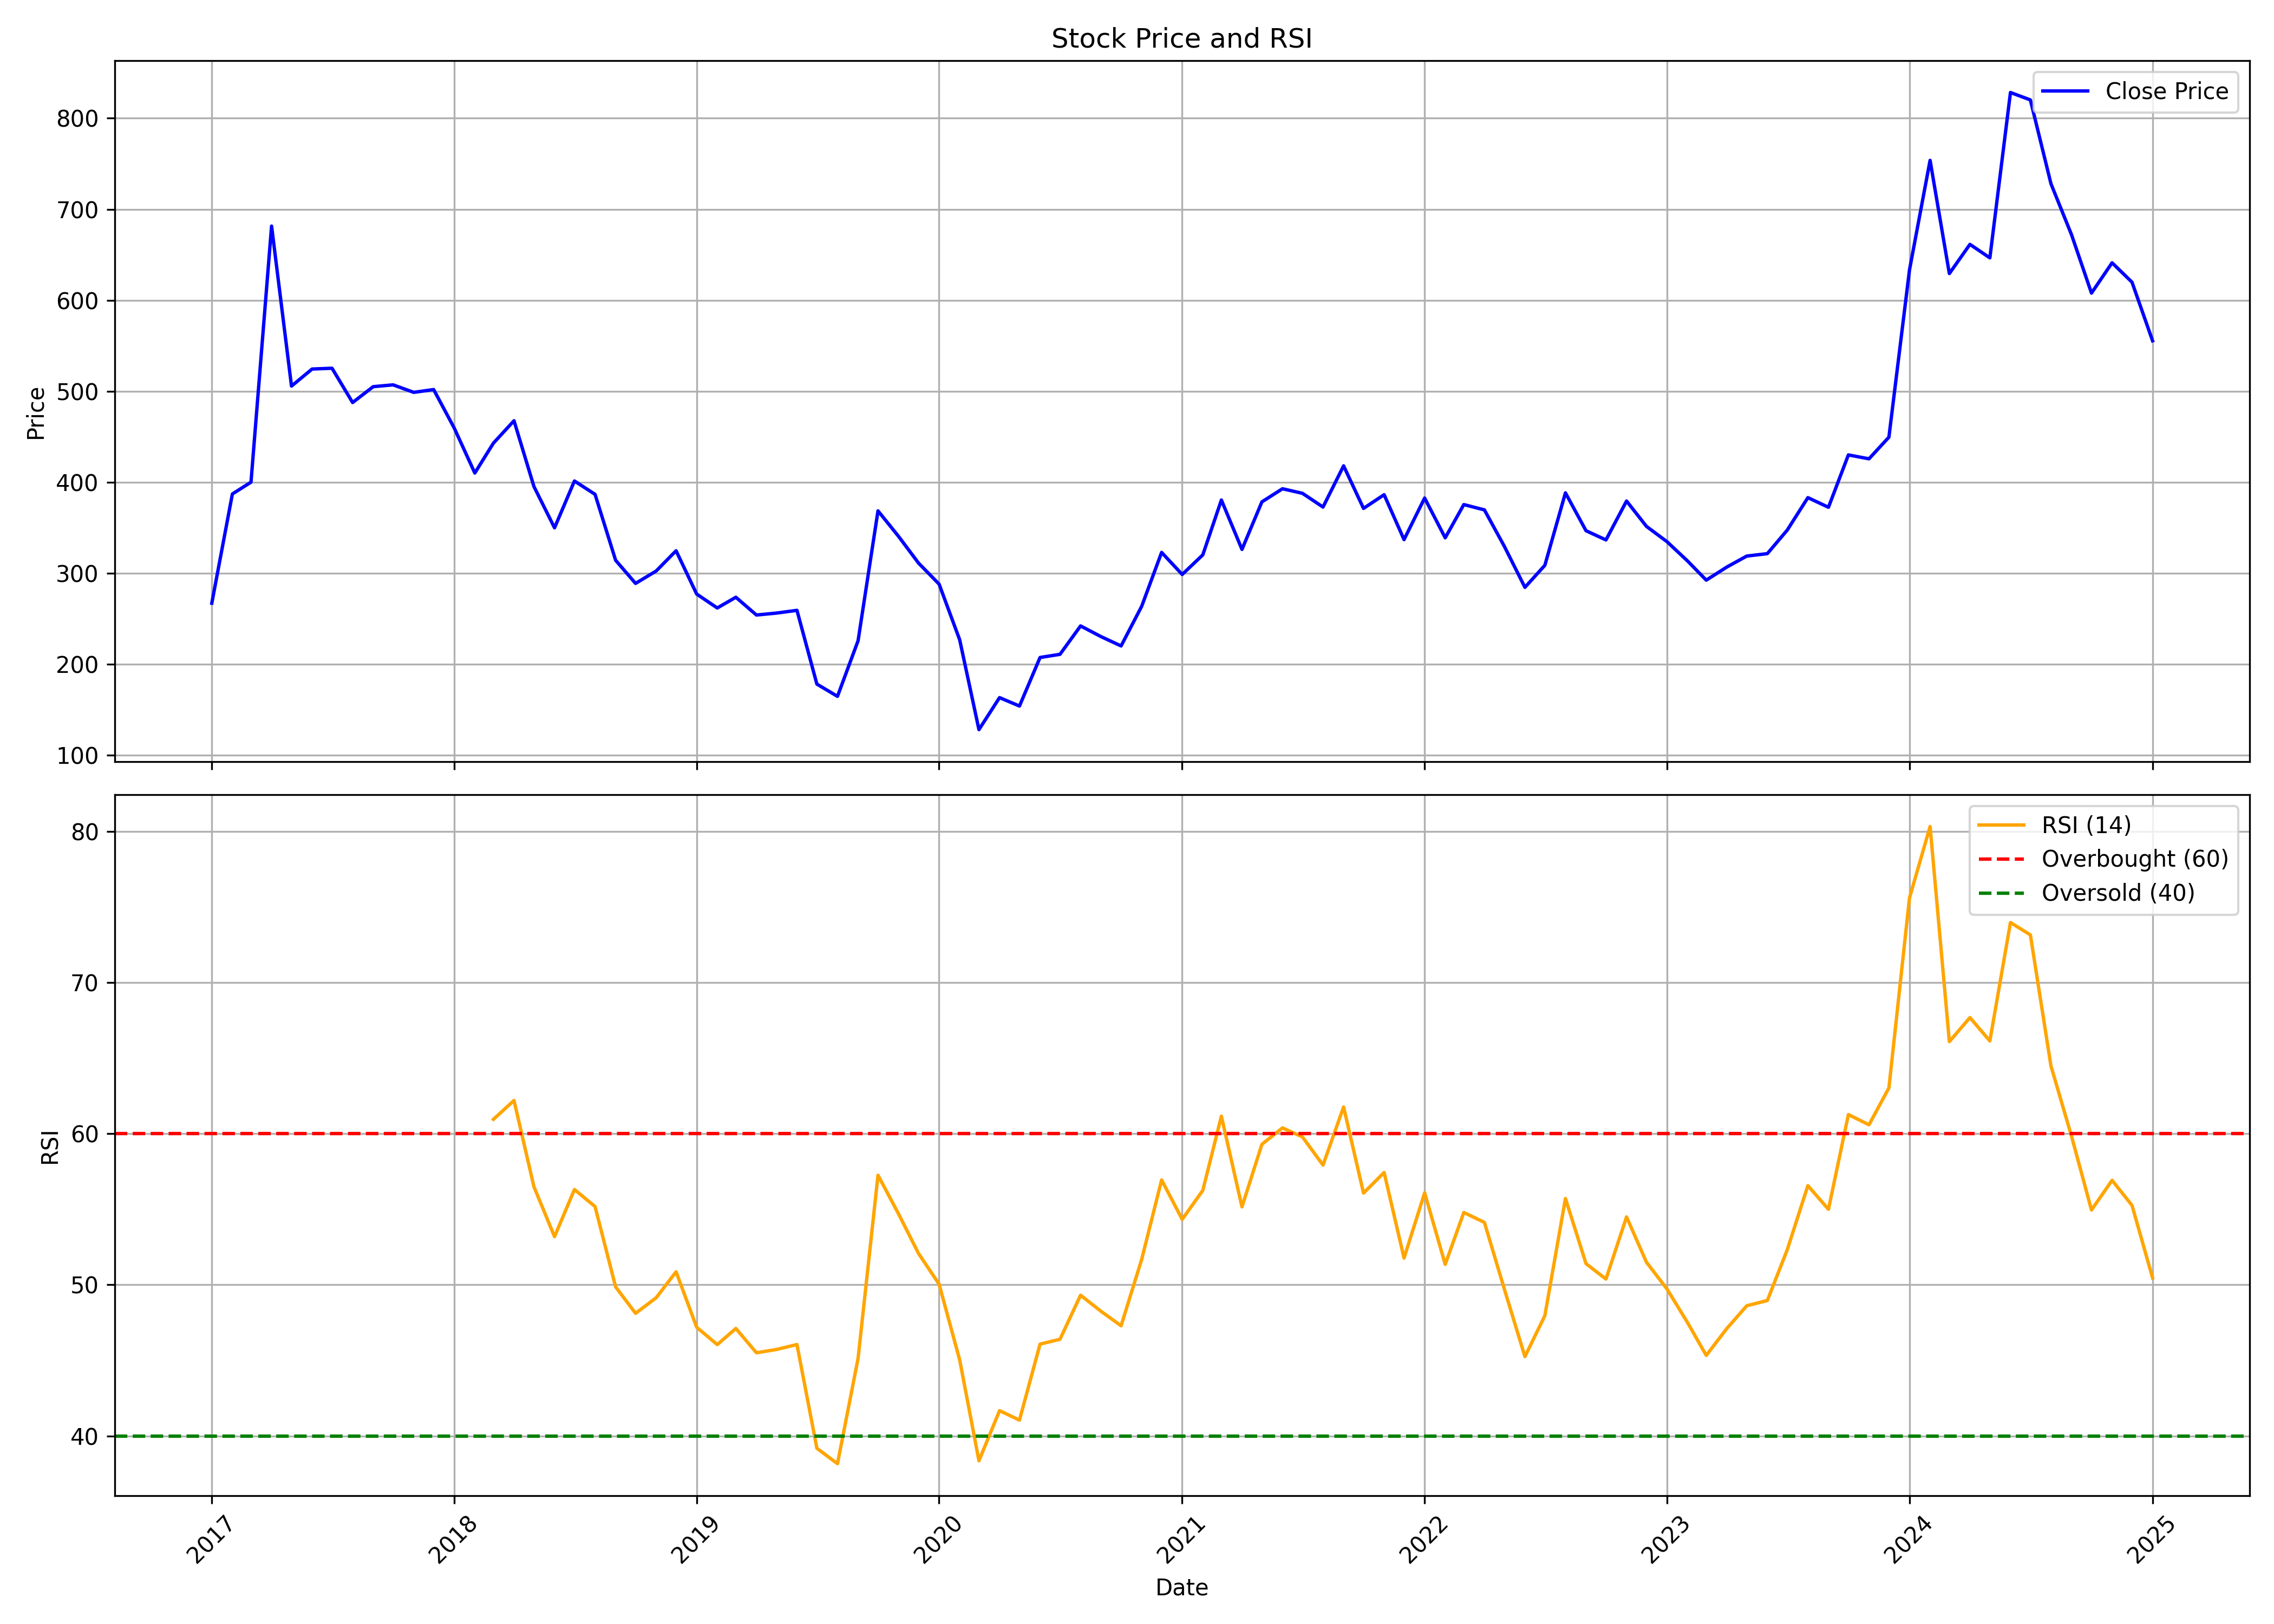 Stock Price and RSI
Close Price
800
700
600
500
400
300
200
100
Price
RSI (14)
Overbought (60)
Oversold (40)
80
70
60
50
40
RSI
2017
2018
2019
2020
2021
2022
2023
2024
2025
Date